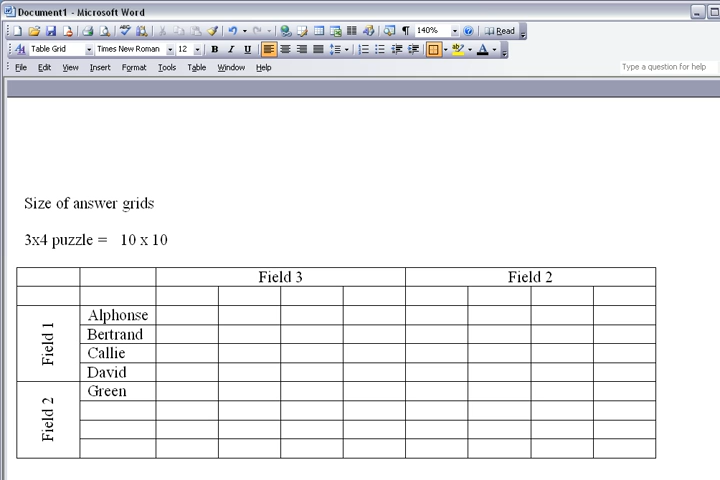 Document1 - Microsoft Word
Table Grid Times New Roman 12 B I U A 140% Read
File Edit View Insert Format Tools Table Window Help Type a question for help
Size of answer grids
3x4 puzzle = 10 x 10
Field 3 Field 2
Field 1
Alphonse
Bertrand
Callie
David
Field 2
Green